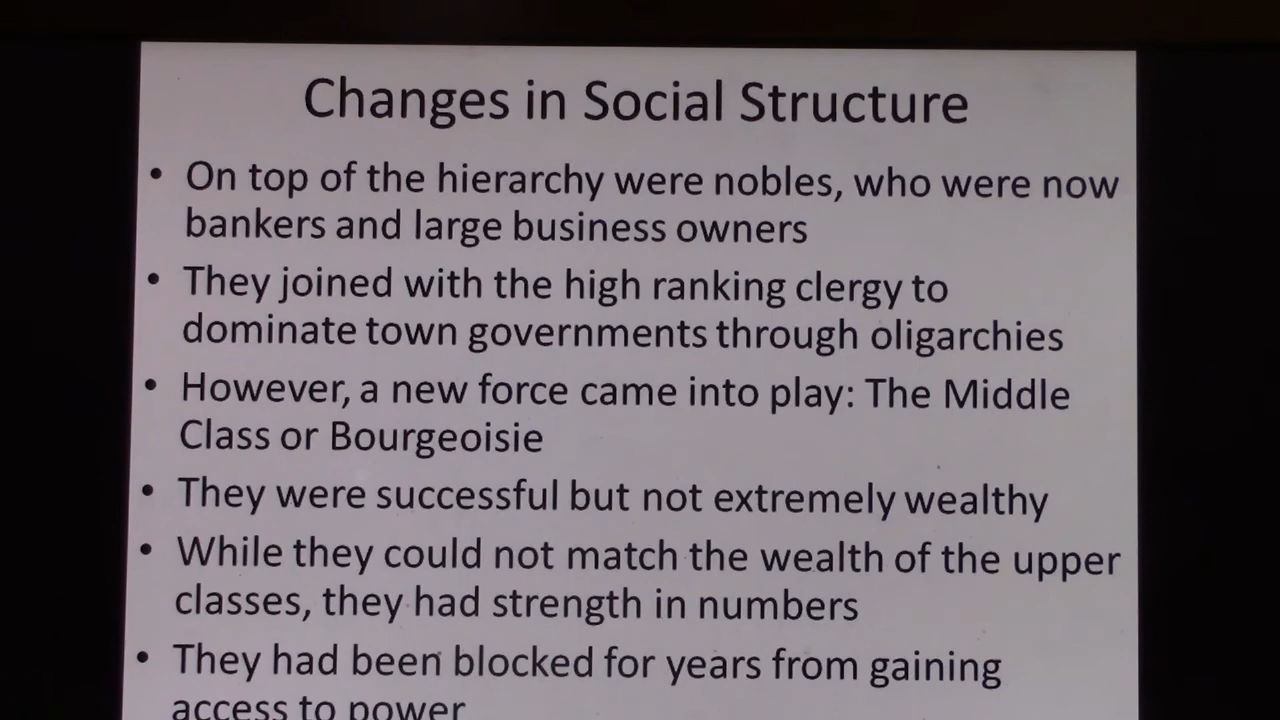 Changes in Social Structure
• On top of the hierarchy were nobles, who were now
bankers and large business owners
• They joined with the high ranking clergy to
dominate town governments through oligarchies
• However, a new force came into play: The Middle
Class or Bourgeoisie
• They were successful but not extremely wealthy
• While they could not match the wealth of the upper
classes, they had strength in numbers
• They had been blocked for years from gaining
access to power